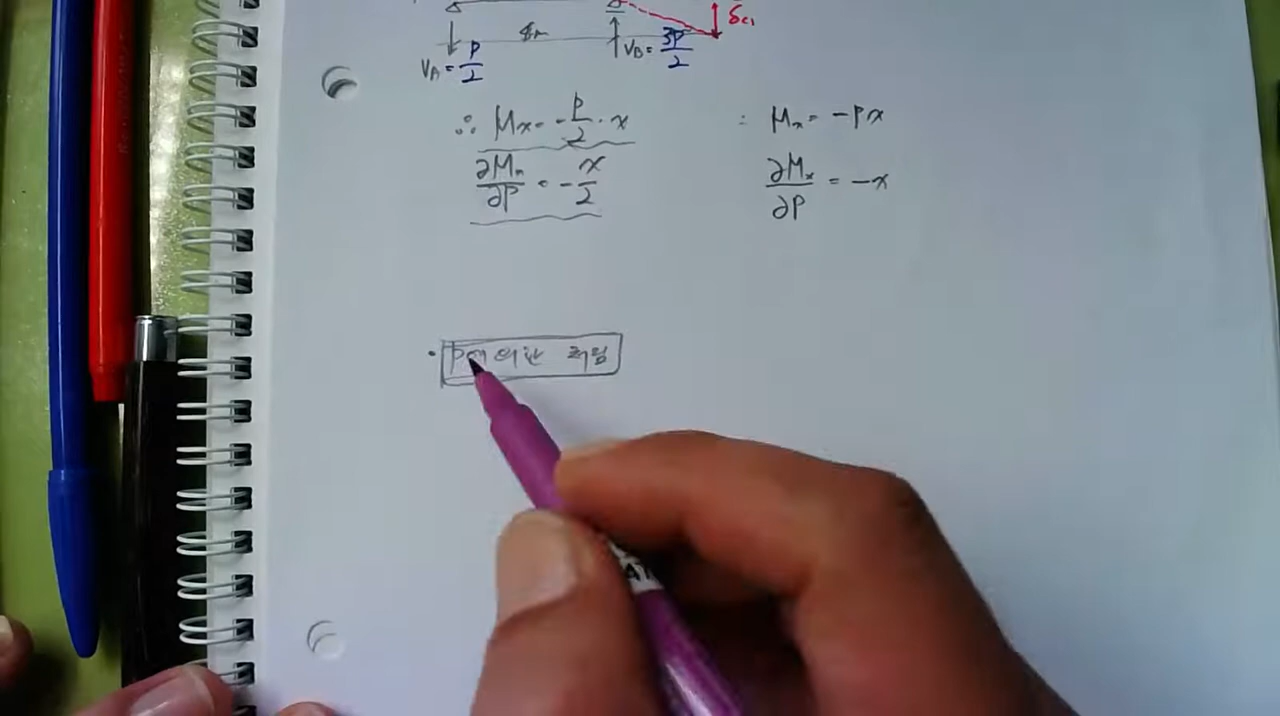 δc1
8m
VA = P/2
VB = 3P/2
∴ Mx = -P/2 · x
: Mx = -Px
∂Mx/∂P = -x/2
∂Mx/∂P = -x
· P에 의한 처짐